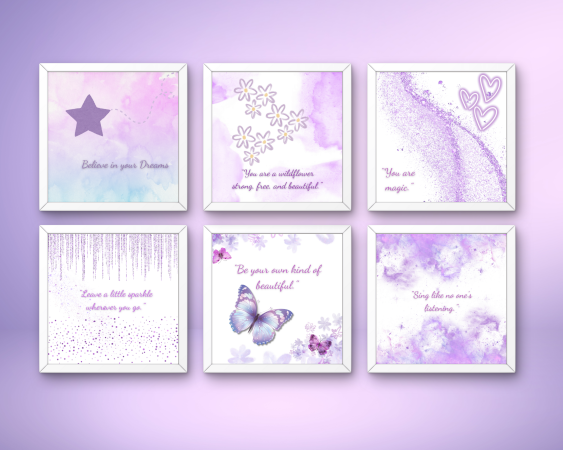 Believe in your Dreams
"You are a wildflower
strong, free, and beautiful."
"You are
magic."
"Leave a little sparkle
wherever you go."
"Be your own kind of
beautiful."
"Sing like no one's
listening."